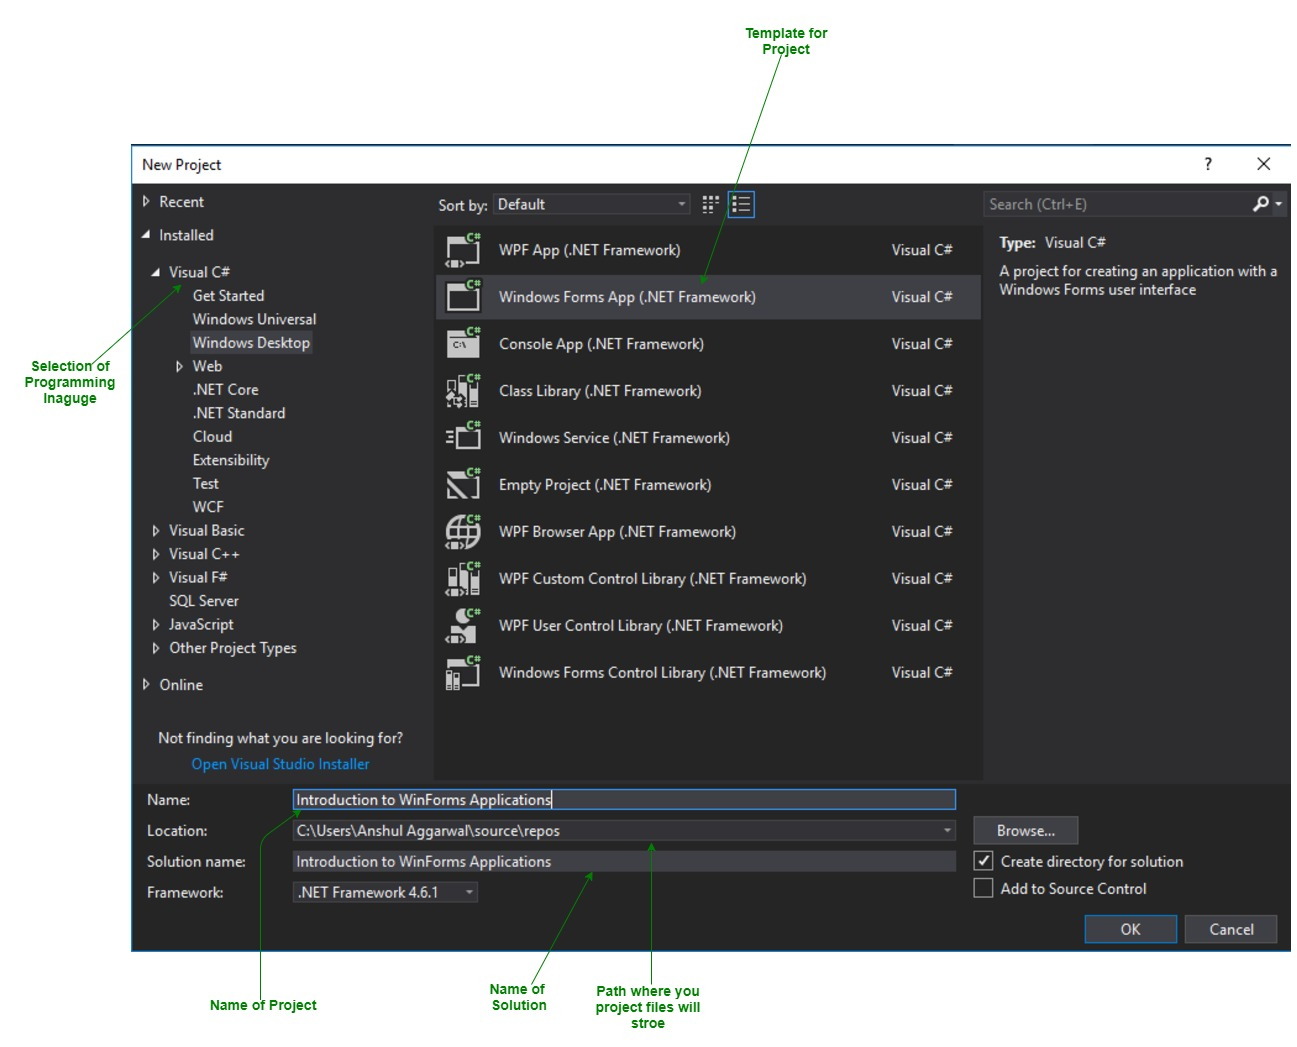 Template for
Project
New Project
?
Recent
Installed
Visual C#
Get Started
Windows Universal
Windows Desktop
Web
.NET Core
.NET Standard
Cloud
Extensibility
Test
WCF
Visual Basic
Visual C++
Visual F#
SQL Server
JavaScript
Other Project Types
Online
Not finding what you are looking for?
Open Visual Studio Installer
Selection of
Programming
lnaguge
Sort by: Default
C# WPF App (.NET Framework) Visual C#
C# Windows Forms App (.NET Framework) Visual C#
C# C:\ Console App (.NET Framework) Visual C#
C# Class Library (.NET Framework) Visual C#
C# Windows Service (.NET Framework) Visual C#
C# Empty Project (.NET Framework) Visual C#
C# WPF Browser App (.NET Framework) Visual C#
C# WPF Custom Control Library (.NET Framework) Visual C#
C# WPF User Control Library (.NET Framework) Visual C#
C# Windows Forms Control Library (.NET Framework) Visual C#
Search (Ctrl+E)
Type: Visual C#
A project for creating an application with a
Windows Forms user interface
Name: Introduction to WinForms Applications
Location: C:\Users\Anshul Aggarwal\source\repos
Browse...
Solution name: Introduction to WinForms Applications
Create directory for solution
Framework: .NET Framework 4.6.1
Add to Source Control
OK Cancel
Name of Project
Name of
Solution
Path where you
project files will
stroe